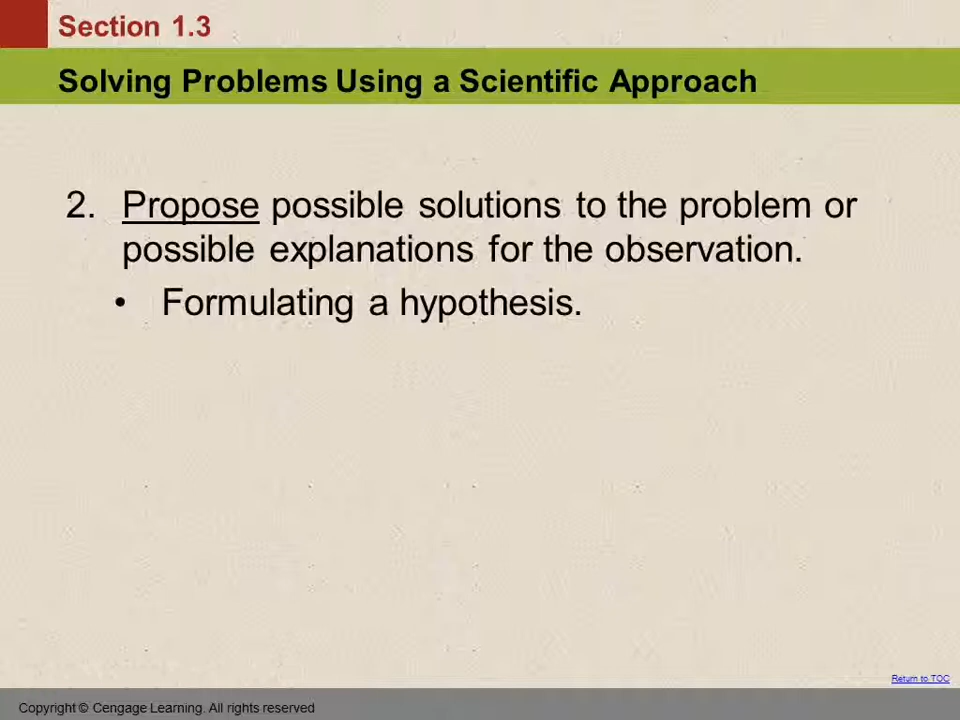 Section 1.3
Solving Problems Using a Scientific Approach
2. Propose possible solutions to the problem or
possible explanations for the observation.
• Formulating a hypothesis.
Return to TOC
Copyright © Cengage Learning. All rights reserved